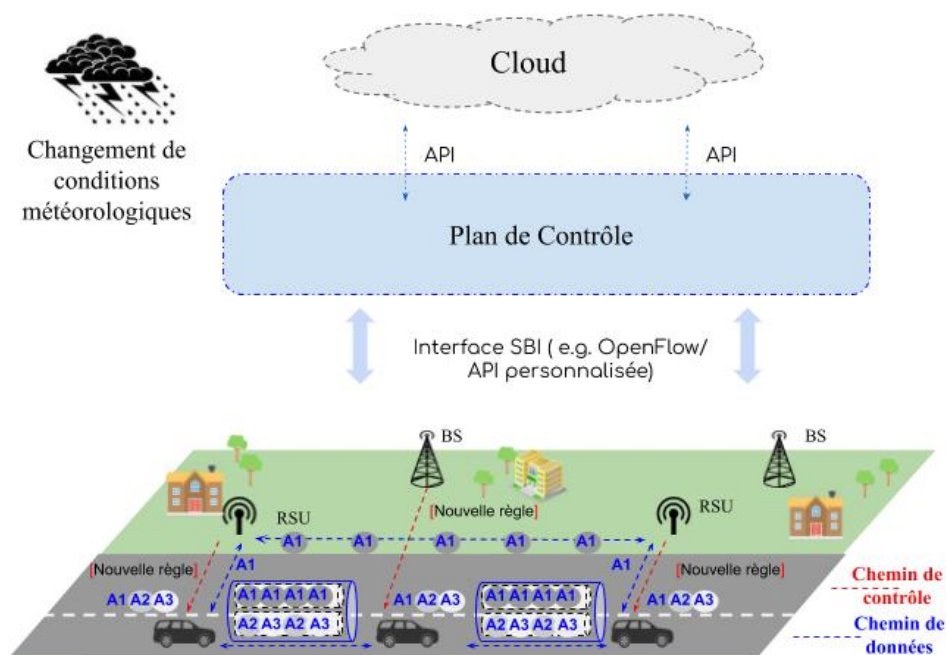 Cloud
Changement de
conditions
météorologiques
API
API
Plan de Contrôle
Interface SBI ( e.g. OpenFlow/
API personnalisée)
BS
BS
RSU
[Nouvelle règle]
RSU
A1 A1 A1 A1 A1
[Nouvelle règle]
A1
A1
[Nouvelle règle]
A1 A2 A3
A1 A1 A1 A1
A2 A3 A2 A3
A1 A2 A3
A1 A1 A1 A1
A2 A3 A2 A3
A1 A2 A3
Chemin de
contrôle
Chemin de
données